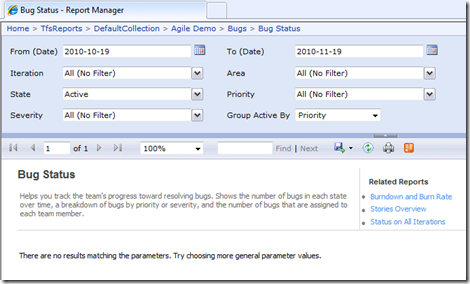 Bug Status - Report Manager
Home > TfsReports > DefaultCollection > Agile Demo > Bugs > Bug Status
From (Date) 2010-10-19 To (Date) 2010-11-19
Iteration All (No Filter) Area All (No Filter)
State Active Priority All (No Filter)
Severity All (No Filter) Group Active By Priority
1 of 1 100% Find | Next
Bug Status
Helps you track the team's progress toward resolving bugs. Shows the number of bugs in each state
over time, a breakdown of bugs by priority or severity, and the number of bugs that are assigned to
each team member.
Related Reports
Burndown and Burn Rate
Stories Overview
Status on All Iterations
There are no results matching the parameters. Try choosing more general parameter values.